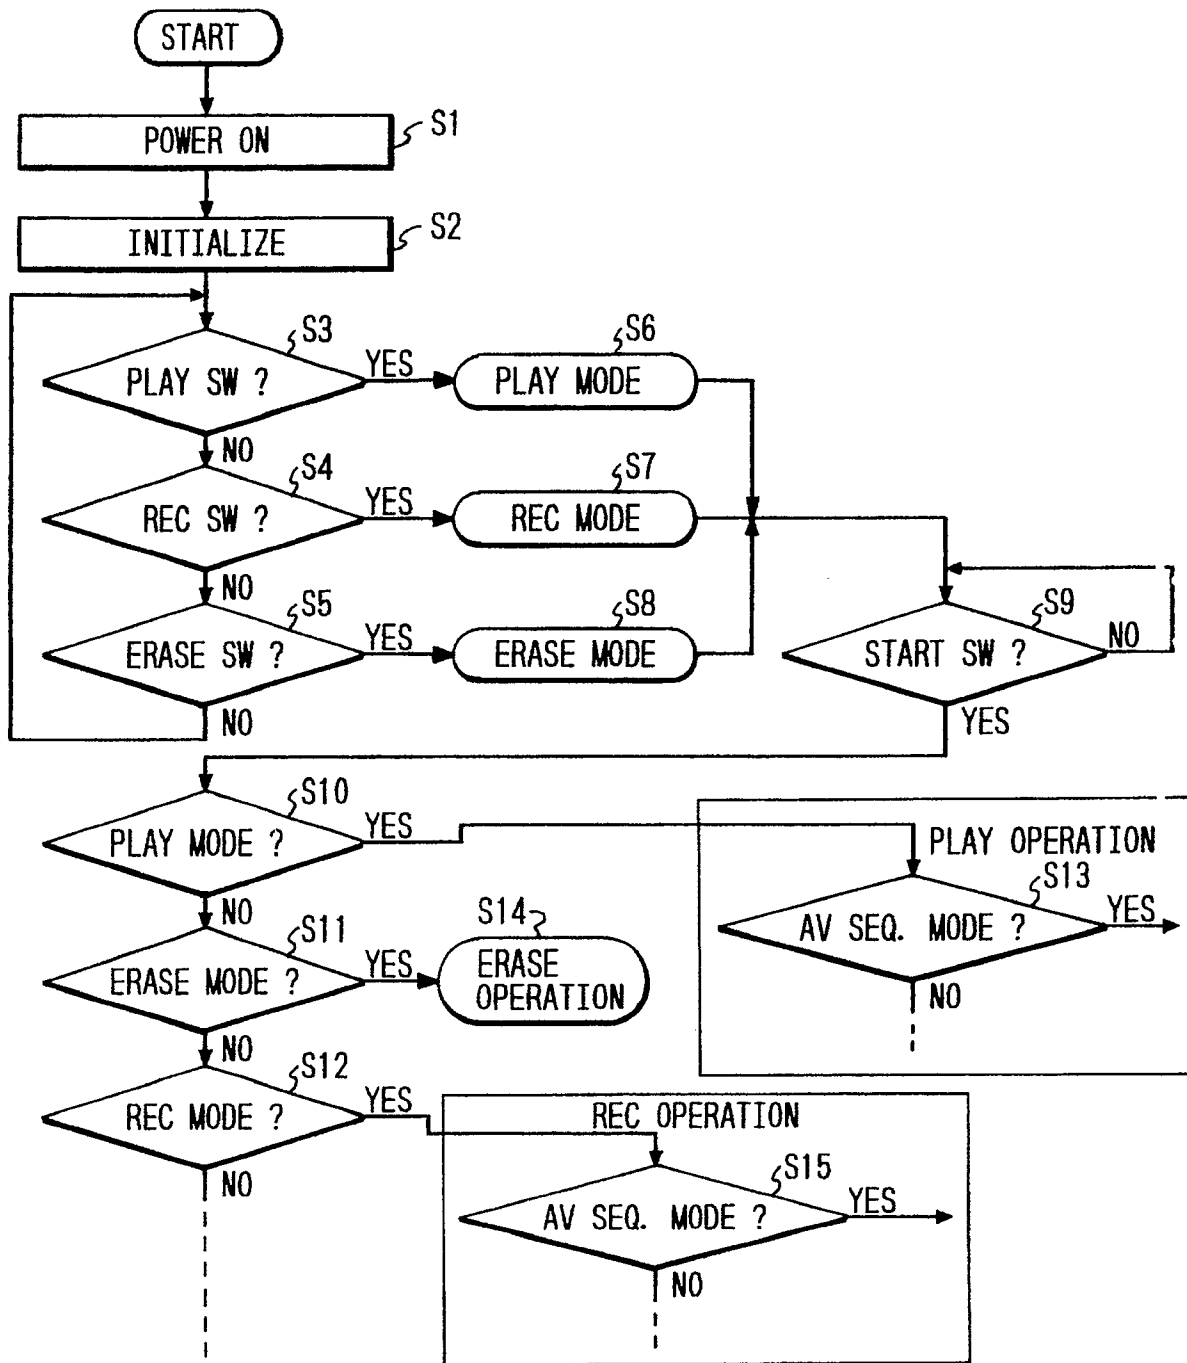 START
POWER ON
S1
INITIALIZE
S2
S3
PLAY SW ?
YES
S6
PLAY MODE
NO
S4
REC SW ?
YES
S7
REC MODE
NO
S5
ERASE SW ?
YES
S8
ERASE MODE
NO
S9
START SW ?
NO
YES
S10
PLAY MODE ?
YES
PLAY OPERATION
S13
AV SEQ. MODE ?
YES
NO
NO
S11
ERASE MODE ?
YES
S14
ERASE
OPERATION
NO
S12
REC MODE ?
YES
NO
REC OPERATION
S15
AV SEQ. MODE ?
YES
NO